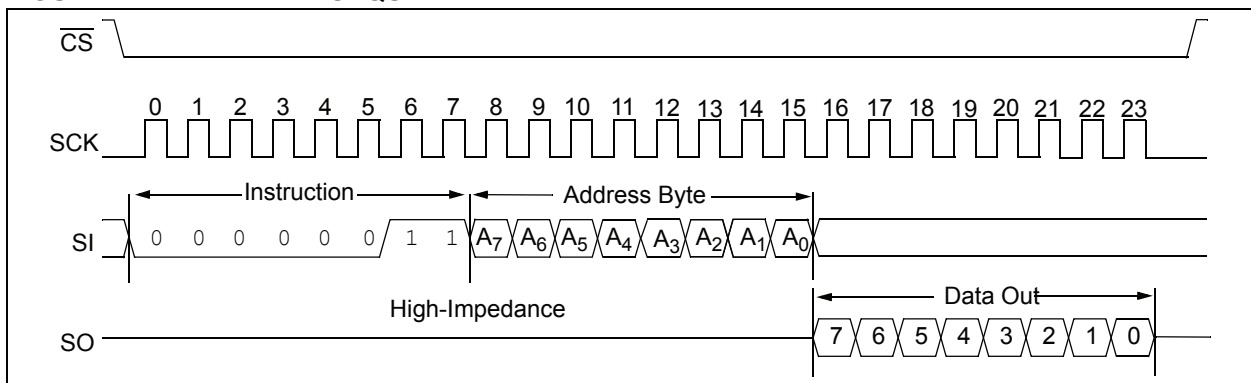 CS
0 1 2 3 4 5 6 7 8 9 10 11 12 13 14 15 16 17 18 19 20 21 22 23
SCK
Instruction
Address Byte
SI
0 0 0 0 0 0 1 1 A7 A6 A5 A4 A3 A2 A1 A0
High-Impedance
Data Out
SO
7 6 5 4 3 2 1 0